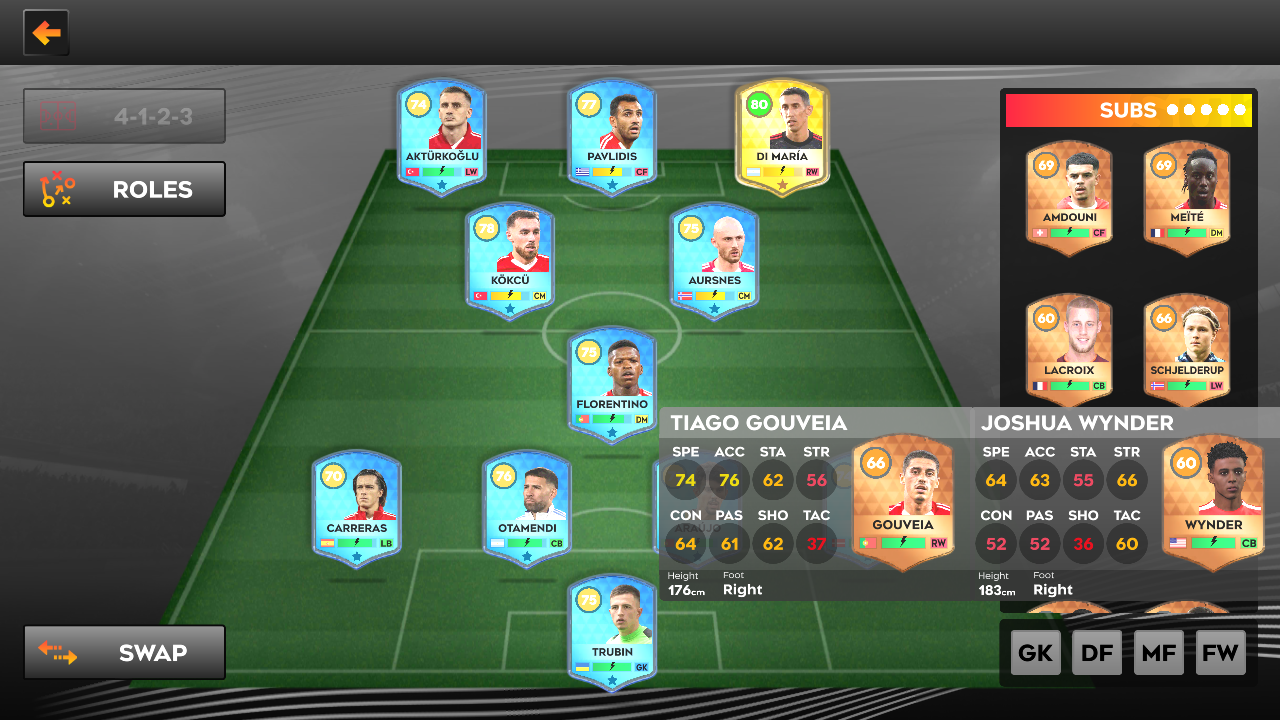 4-1-2-3
ROLES
SWAP
74
AKTÜRKOĞLU
LW
77
PAVLIDIS
CF
80
DI MARÍA
RW
78
KÖKCÜ
CM
75
AURSNES
CM
75
FLORENTINO
DM
70
CARRERAS
LB
76
OTAMENDI
CB
ARAÚJO
75
TRUBIN
GK
SUBS
69
AMDOUNI
CF
69
MEÏTÉ
DM
60
LACROIX
CB
66
SCHJELDERUP
LW
TIAGO GOUVEIA
SPE ACC STA STR
74 76 62 56
CON PAS SHO TAC
64 61 62 37
Height Foot
176cm Right
66
GOUVEIA
RW
JOSHUA WYNDER
SPE ACC STA STR
64 63 55 66
CON PAS SHO TAC
52 52 36 60
Height Foot
183cm Right
60
WYNDER
CB
GK DF MF FW